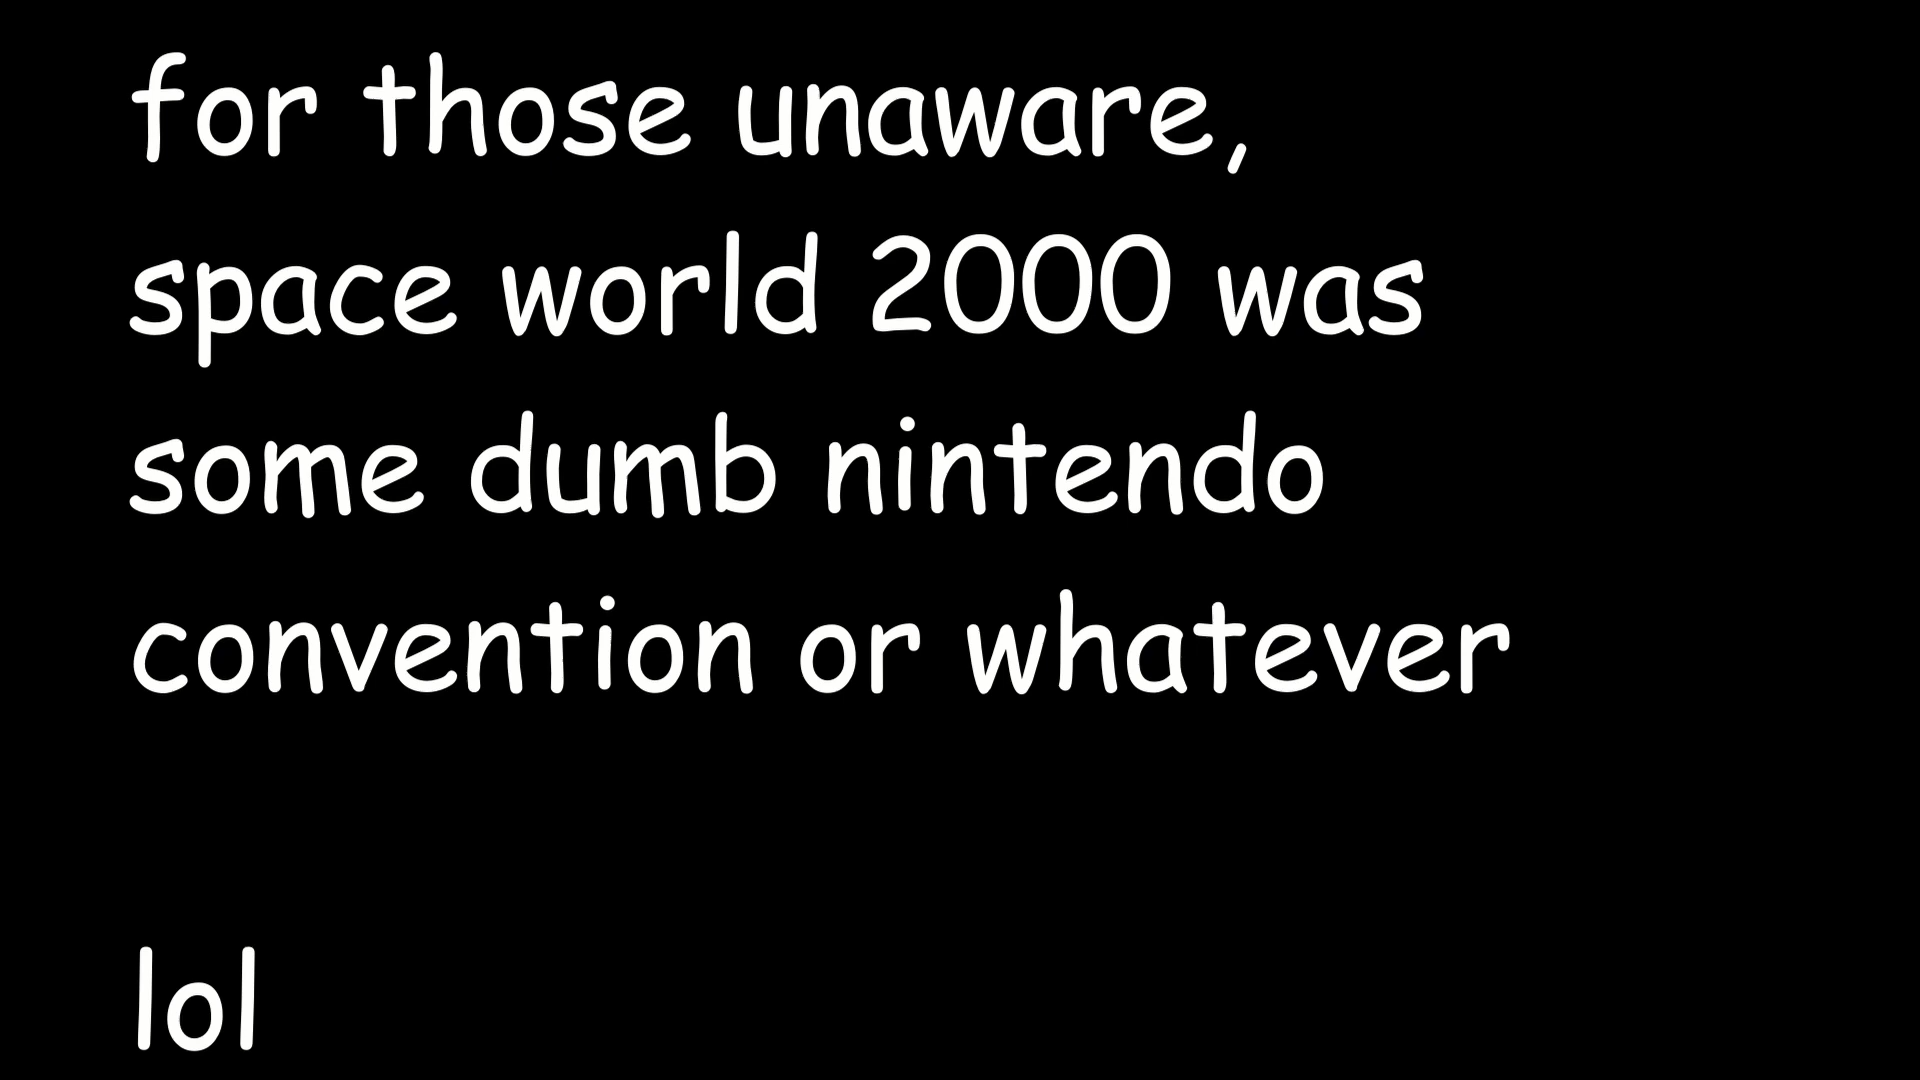 for those unaware,
space world 2000 was
some dumb nintendo
convention or whatever
lol